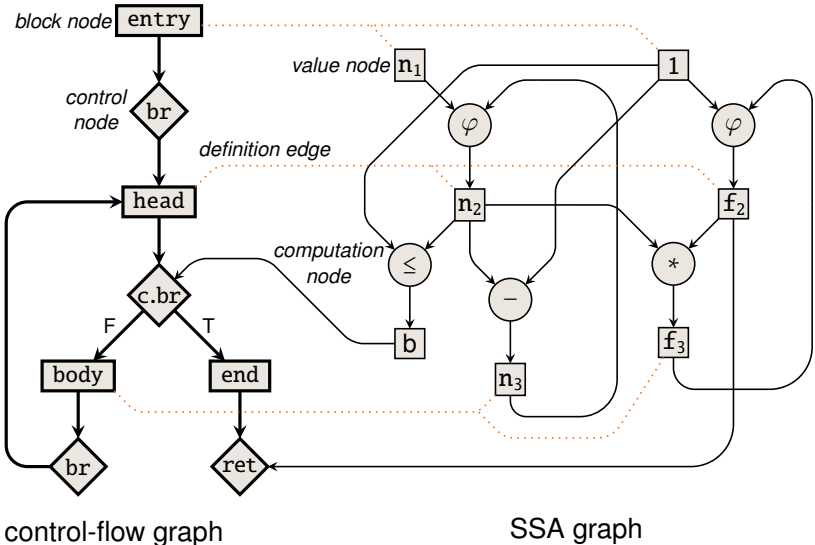 block node
entry
value node
n₁
1
control
node
br
φ
φ
definition edge
head
n₂
f₂
computation
node
≤
*
c.br
−
F
T
b
f₃
body
end
n₃
br
ret
control-flow graph
SSA graph